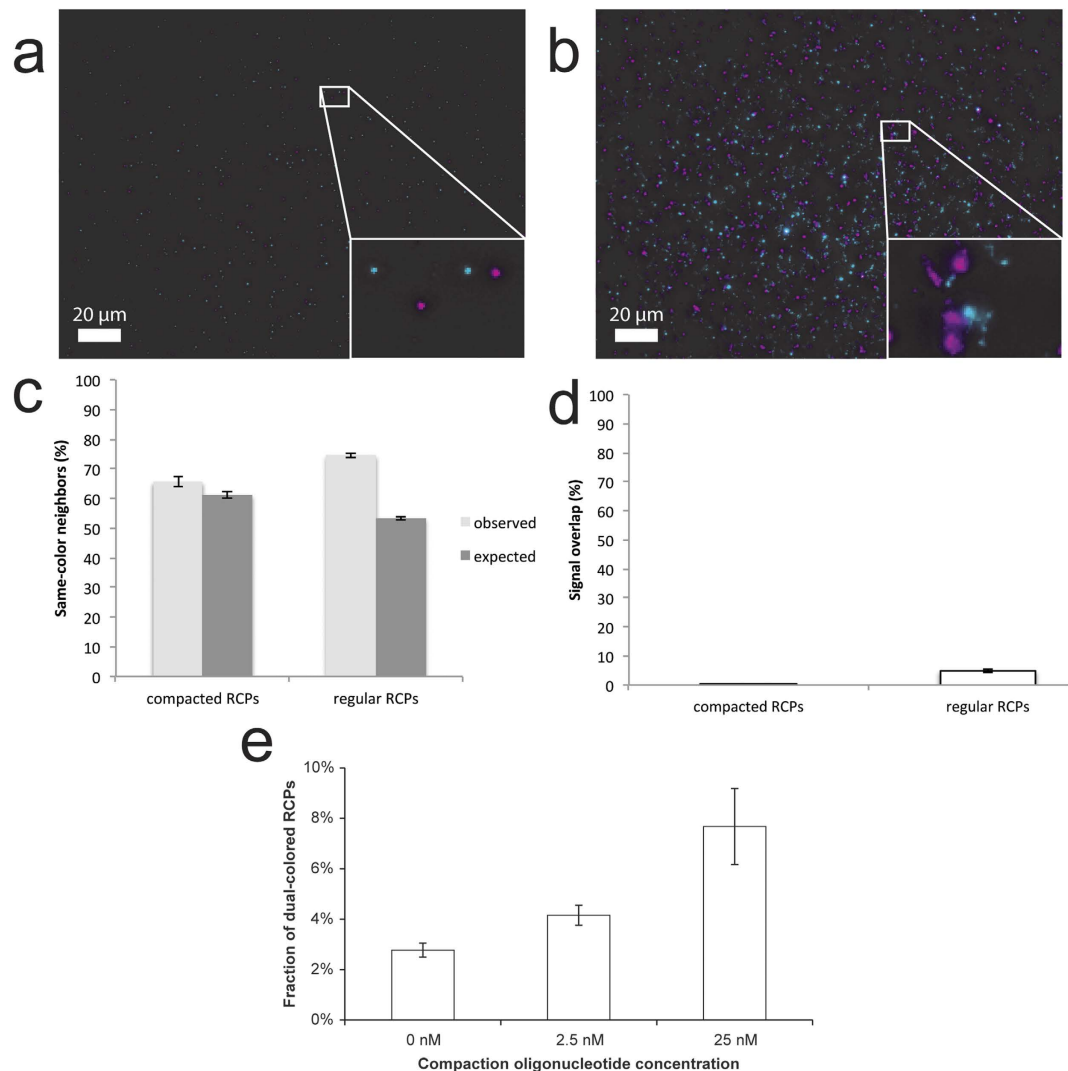 a
20 µm
b
20 µm
c
Same-color neighbors (%)
100
90
80
70
60
50
40
30
20
10
0
compacted RCPs
regular RCPs
observed
expected
d
Signal overlap (%)
100
90
80
70
60
50
40
30
20
10
0
compacted RCPs
regular RCPs
e
Fraction of dual-colored RCPs
10%
8%
6%
4%
2%
0%
0 nM
2.5 nM
25 nM
Compaction oligonucleotide concentration